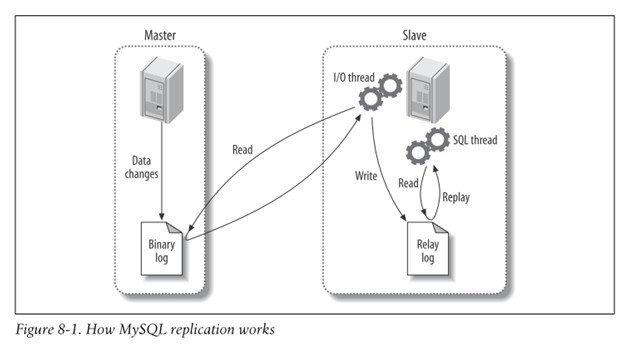 Master
Slave
I/O thread
SQL thread
Read
Data
changes
Write
Read
Replay
Binary
log
Relay
log
Figure 8-1. How MySQL replication works